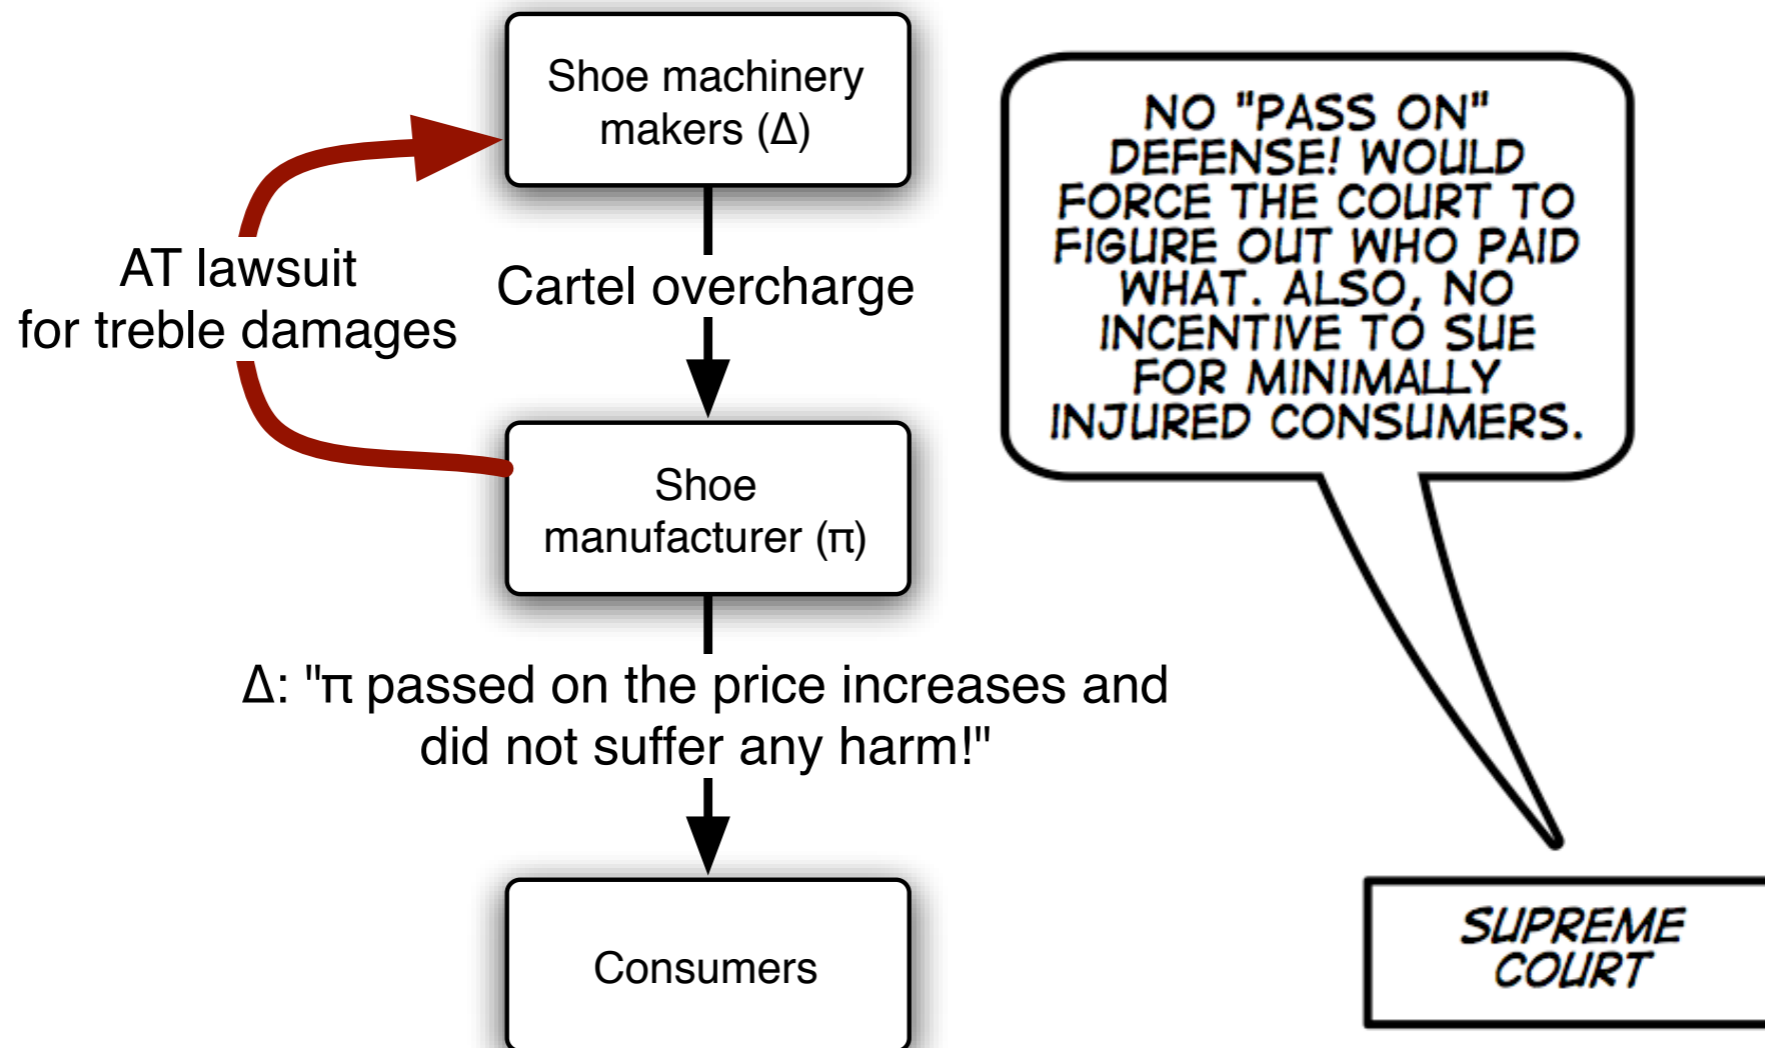 Shoe machinery
makers (Δ)
NO "PASS ON"
DEFENSE! WOULD
FORCE THE COURT TO
FIGURE OUT WHO PAID
WHAT. ALSO, NO
INCENTIVE TO SUE
FOR MINIMALLY
INJURED CONSUMERS.
AT lawsuit
for treble damages
Cartel overcharge
Shoe
manufacturer (π)
Δ: "π passed on the price increases and
did not suffer any harm!"
Consumers
SUPREME
COURT